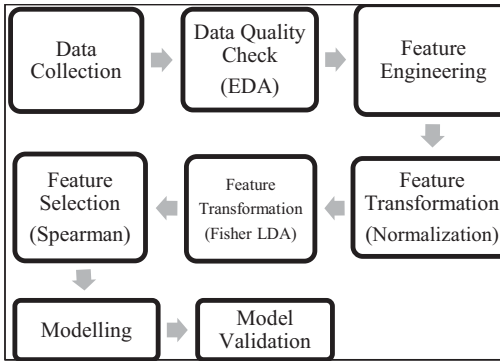 Data
Collection
Data Quality
Check
(EDA)
Feature
Engineering
Feature
Selection
(Spearman)
Feature
Transformation
(Fisher LDA)
Feature
Transformation
(Normalization)
Modelling
Model
Validation